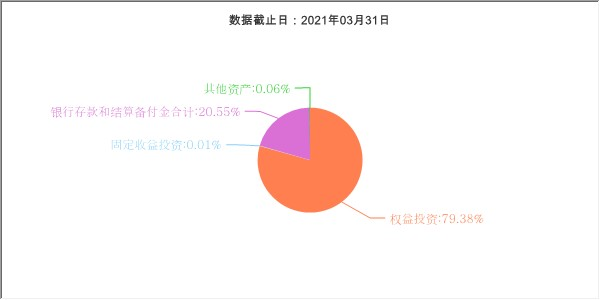 数据截止日：2021年03月31日
其他资产:0.06%
银行存款和结算备付金合计:20.55%
固定收益投资:0.01%
权益投资:79.38%